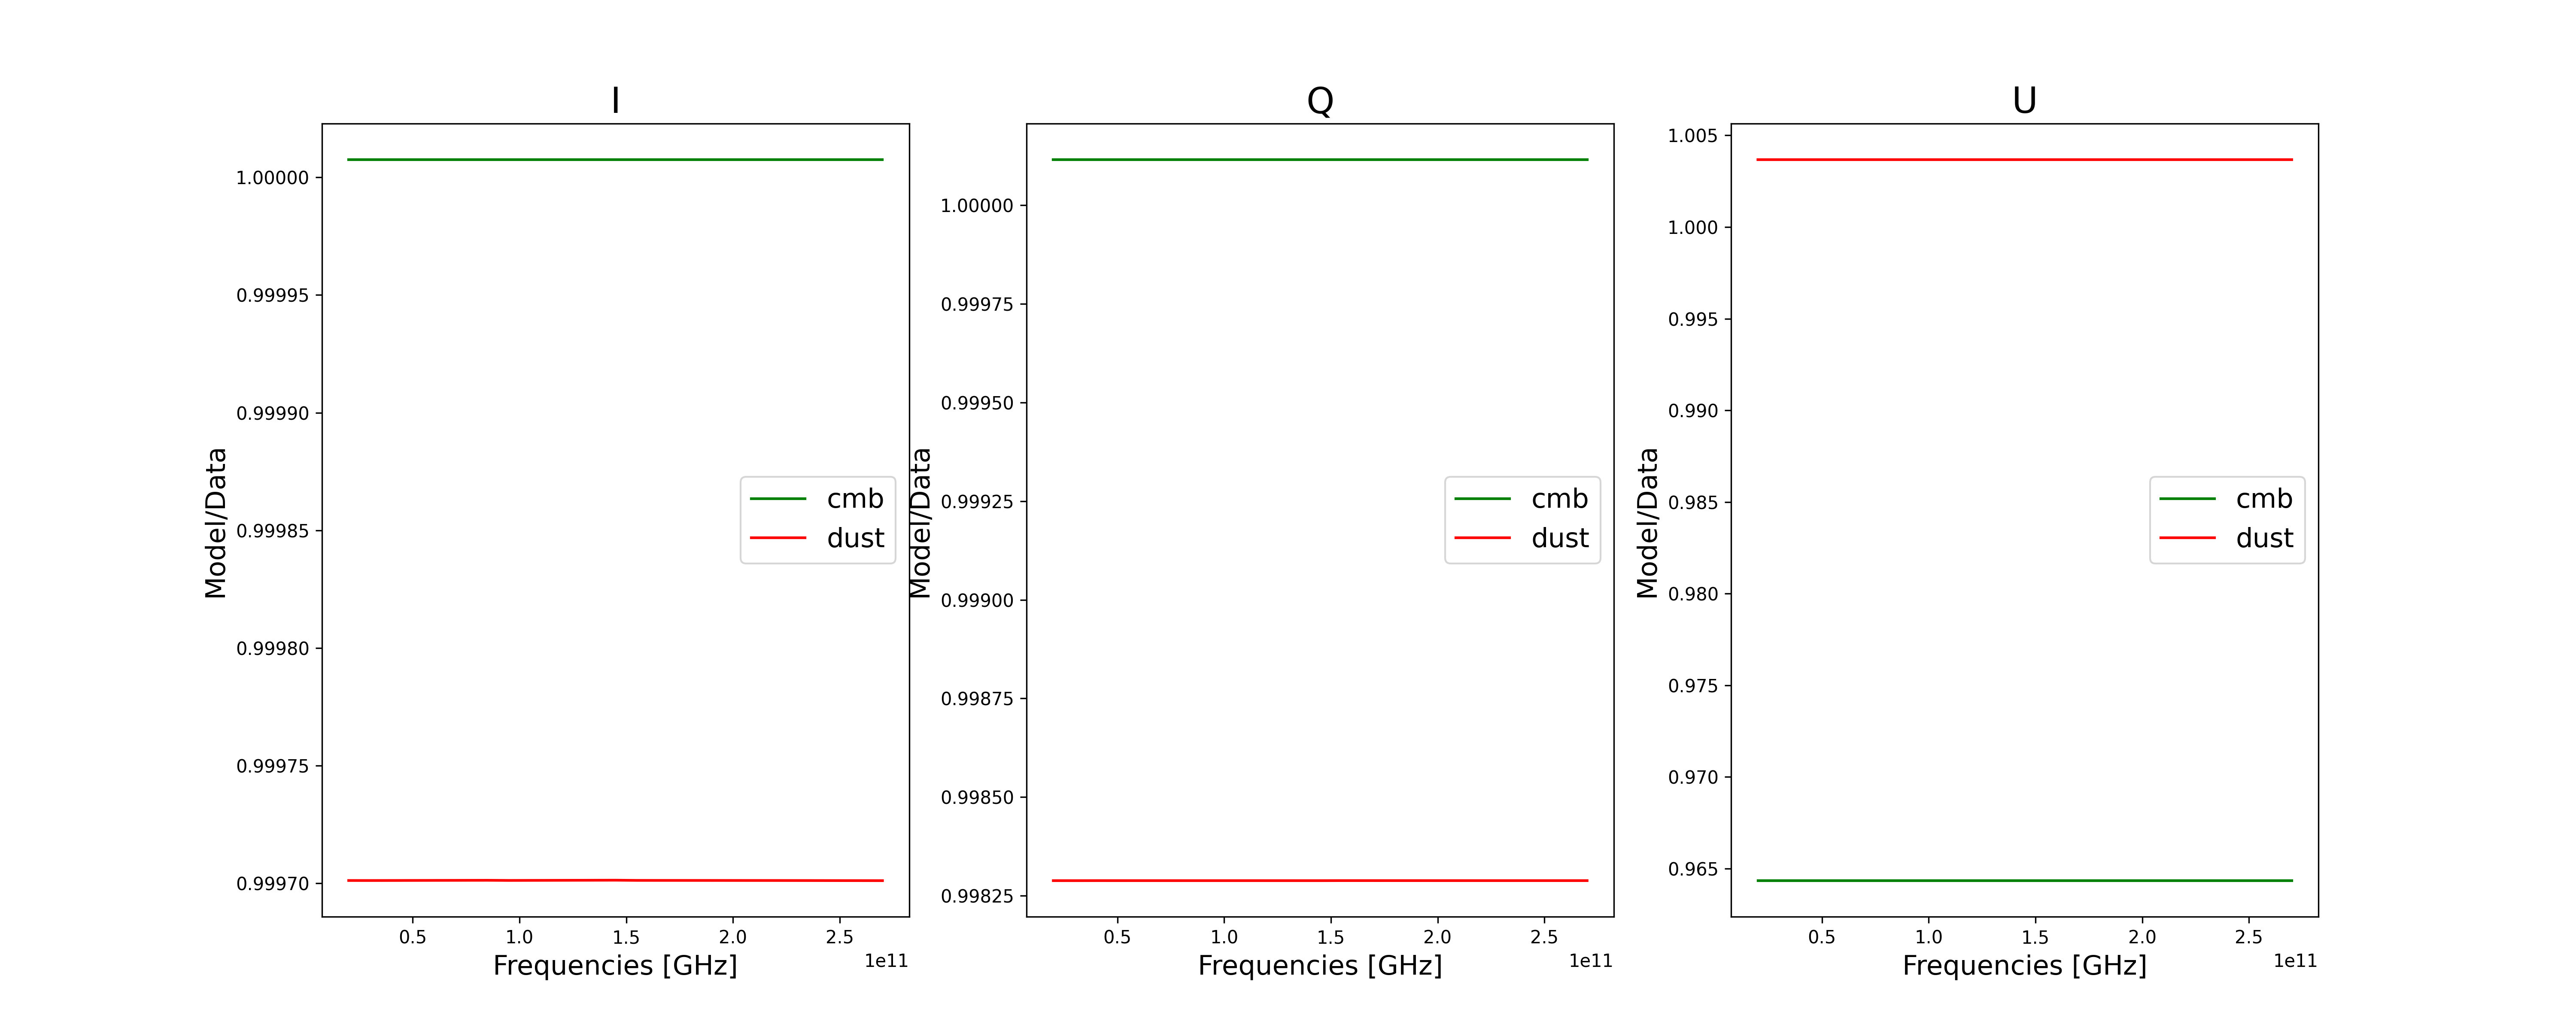 I
Model/Data
1.00000
0.99995
0.99990
0.99985
0.99980
0.99975
0.99970
cmb
dust
0.5 1.0 1.5 2.0 2.5
1e11
Frequencies [GHz]
Q
Model/Data
1.00000
0.99975
0.99950
0.99925
0.99900
0.99875
0.99850
0.99825
cmb
dust
0.5 1.0 1.5 2.0 2.5
1e11
Frequencies [GHz]
U
Model/Data
1.005
1.000
0.995
0.990
0.985
0.980
0.975
0.970
0.965
cmb
dust
0.5 1.0 1.5 2.0 2.5
1e11
Frequencies [GHz]